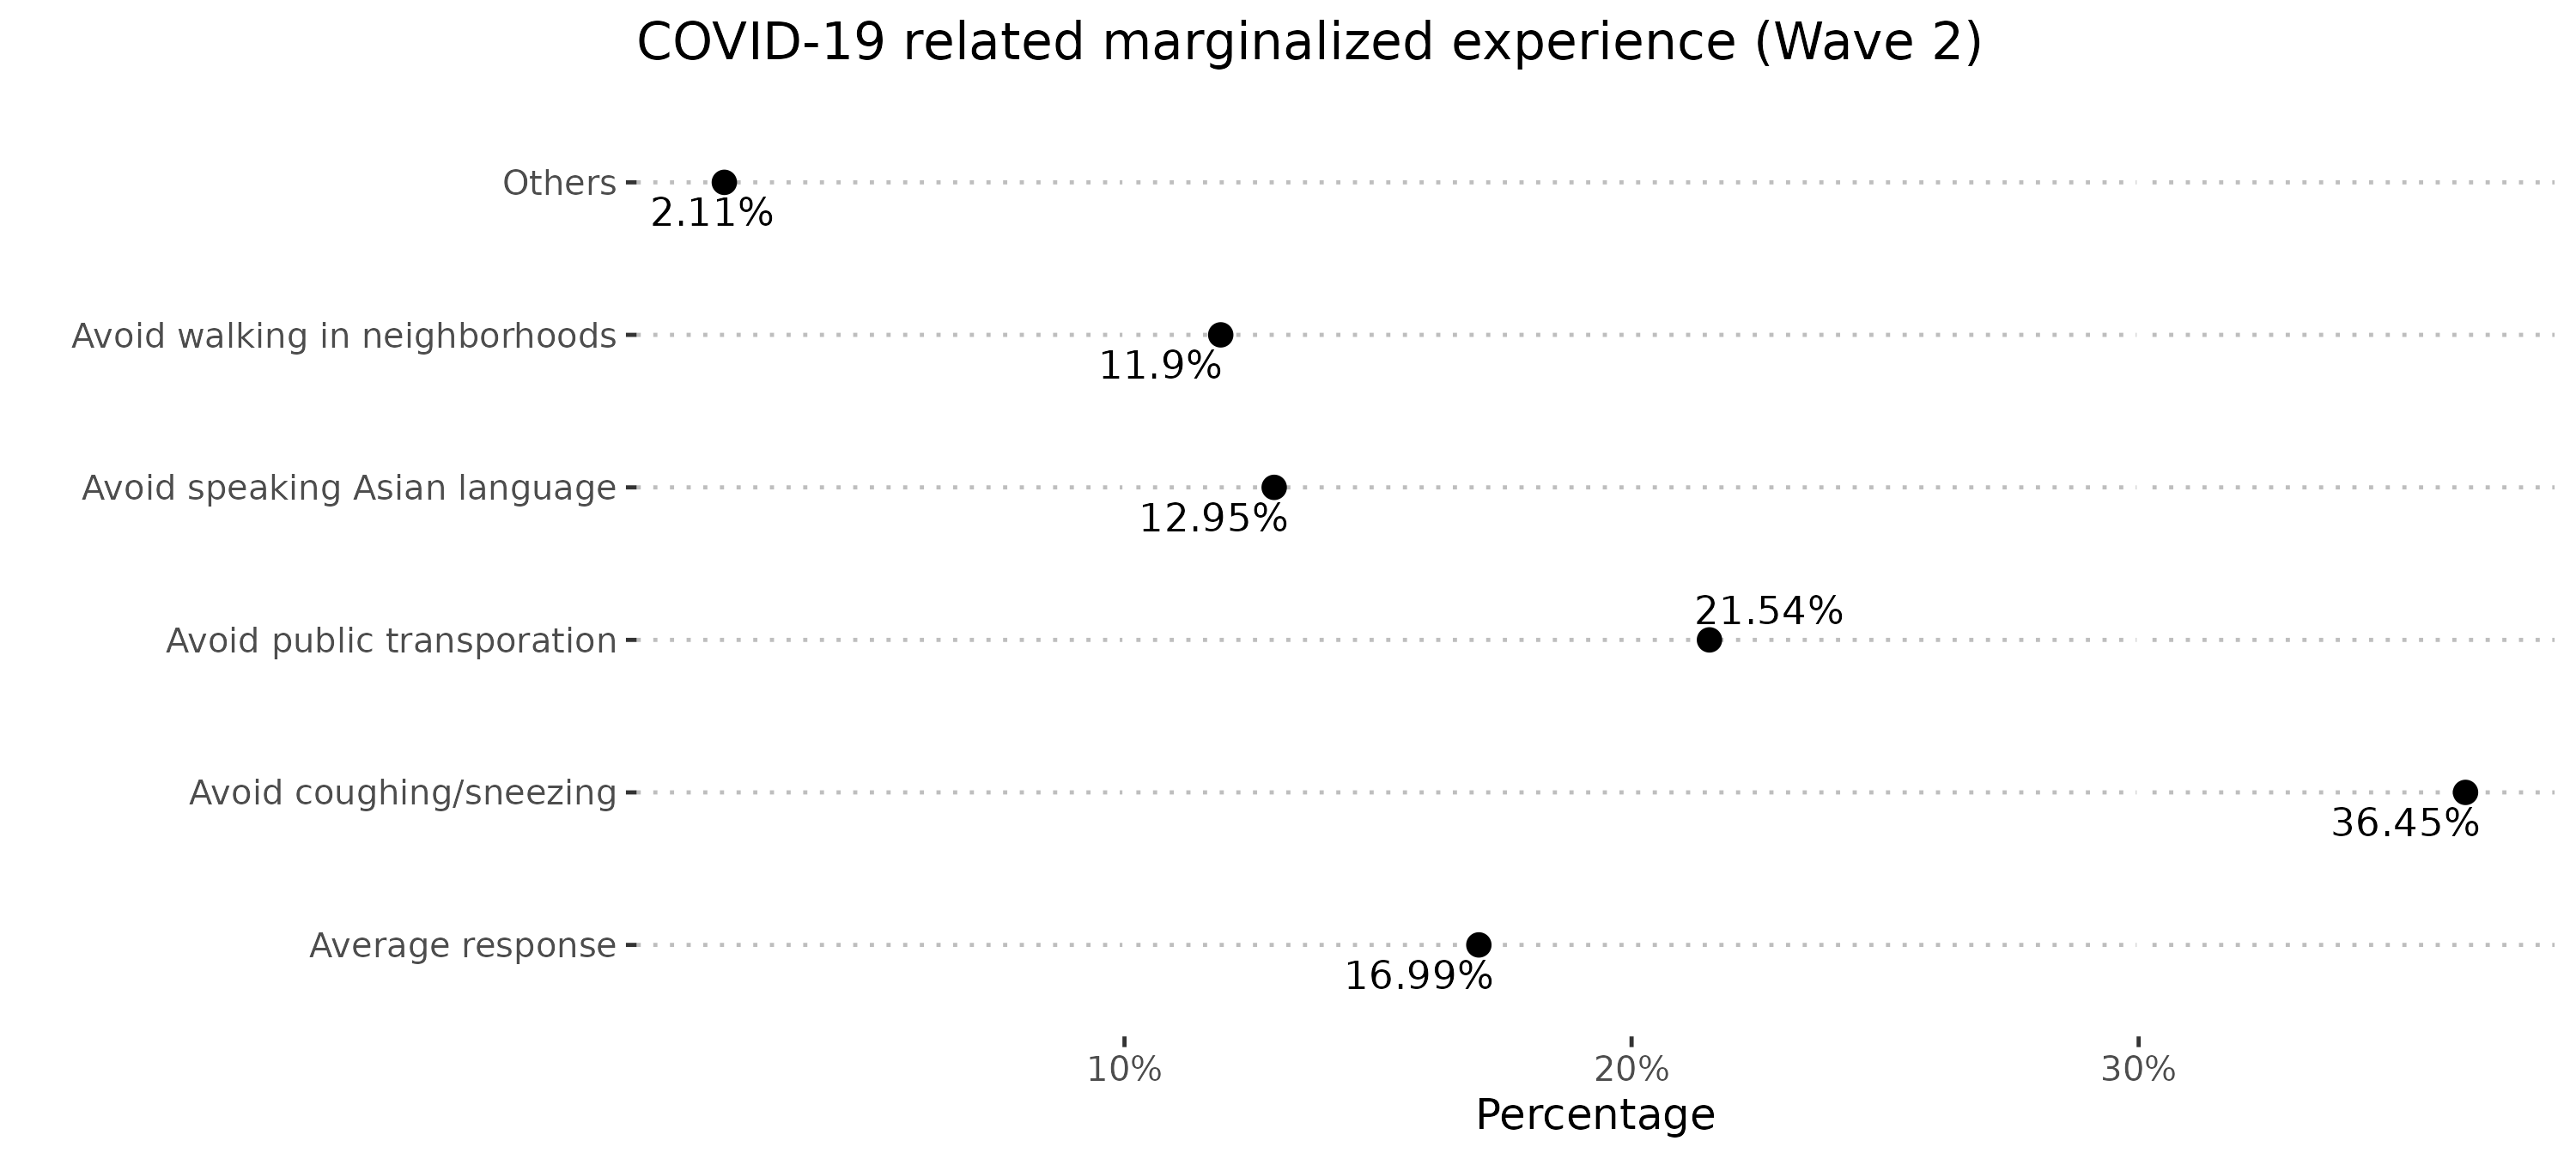 COVID-19 related marginalized experience (Wave 2)
Others
2.11%
Avoid walking in neighborhoods
11.9%
Avoid speaking Asian language
12.95%
Avoid public transporation
21.54%
Avoid coughing/sneezing
36.45%
Average response
16.99%
10%
20%
30%
Percentage